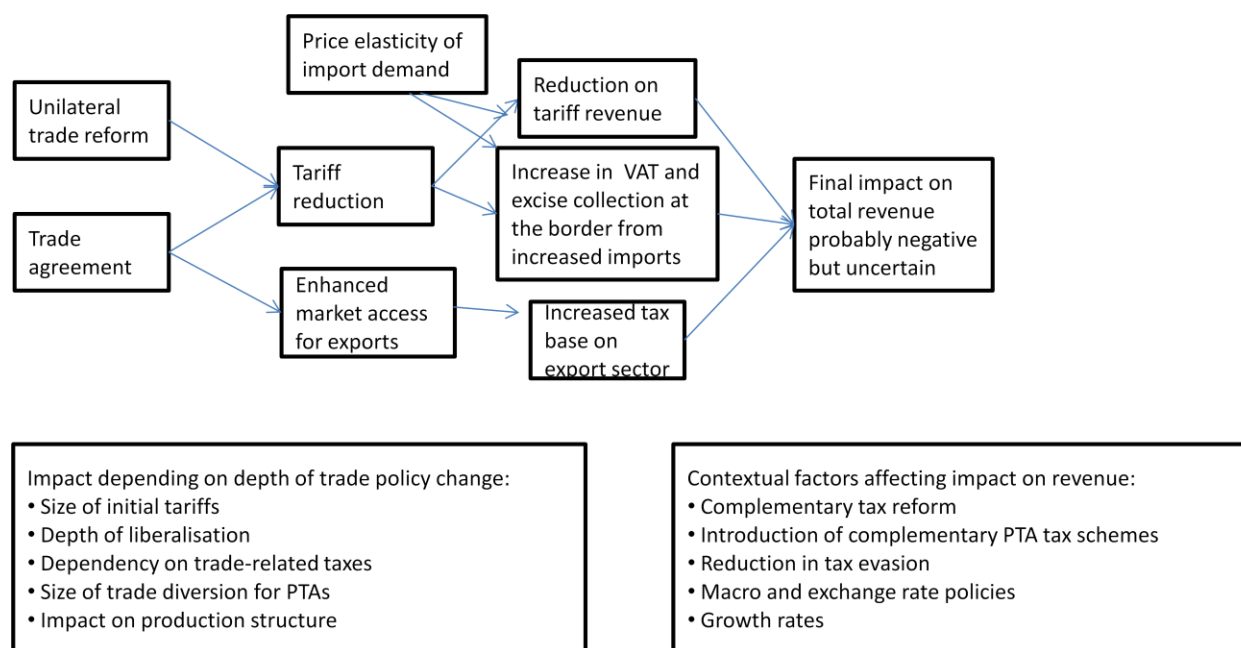 Price elasticity of
import demand
Unilateral
trade reform
Reduction on
tariff revenue
Tariff
reduction
Increase in  VAT and
excise collection at
the border from
increased imports
Final impact on
total revenue
probably negative
but uncertain
Trade
agreement
Enhanced
market access
for exports
Increased tax
base on
export sector
Impact depending on depth of trade policy change:
• Size of initial tariffs
• Depth of liberalisation
• Dependency on trade-related taxes
• Size of trade diversion for PTAs
• Impact on production structure
Contextual factors affecting impact on revenue:
• Complementary tax reform
• Introduction of complementary PTA tax schemes
• Reduction in tax evasion
• Macro and exchange rate policies
• Growth rates